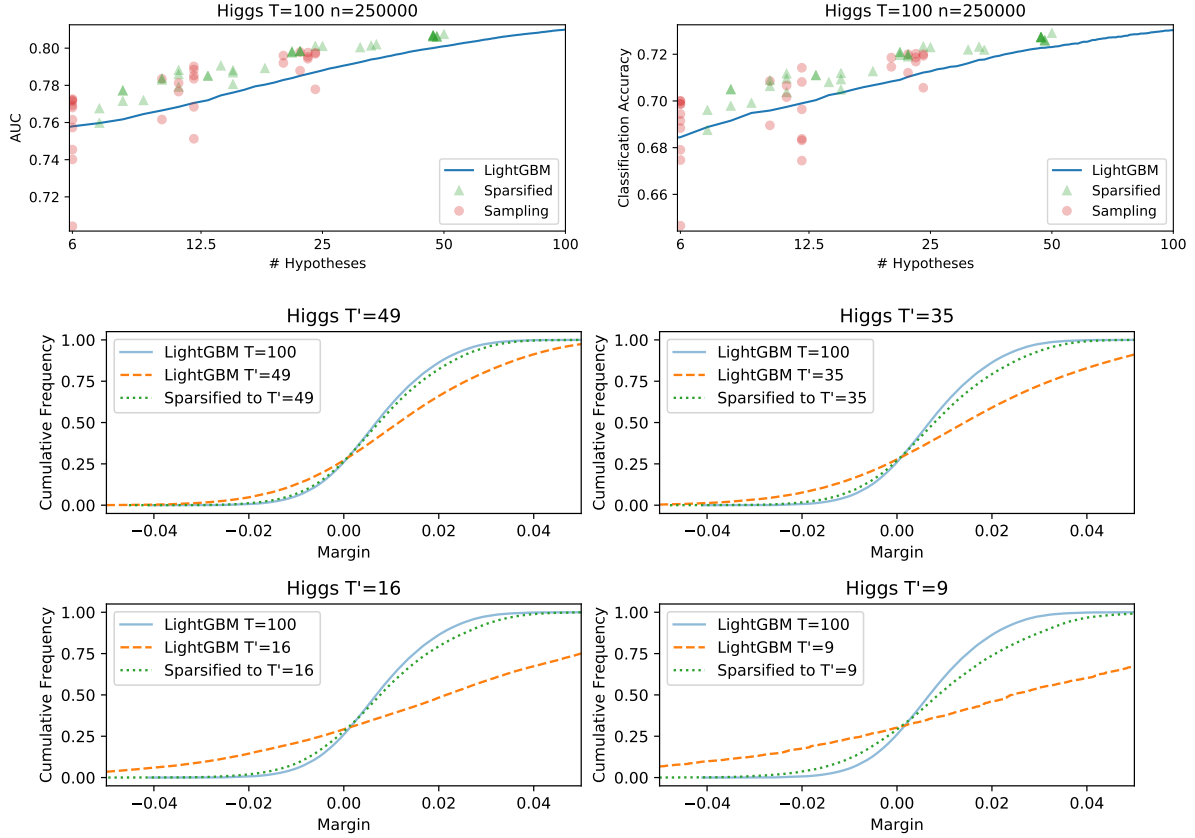 Higgs T=100 n=250000
AUC
0.80
0.78
0.76
0.74
0.72
LightGBM
Sparsified
Sampling
6
12.5
25
50
100
# Hypotheses
Higgs T=100 n=250000
Classification Accuracy
0.72
0.70
0.68
0.66
LightGBM
Sparsified
Sampling
6
12.5
25
50
100
# Hypotheses
Higgs T'=49
Cumulative Frequency
1.00
0.75
0.50
0.25
0.00
LightGBM T=100
LightGBM T'=49
Sparsified to T'=49
−0.04
−0.02
0.00
0.02
0.04
Margin
Higgs T'=35
Cumulative Frequency
1.00
0.75
0.50
0.25
0.00
LightGBM T=100
LightGBM T'=35
Sparsified to T'=35
−0.04
−0.02
0.00
0.02
0.04
Margin
Higgs T'=16
Cumulative Frequency
1.00
0.75
0.50
0.25
0.00
LightGBM T=100
LightGBM T'=16
Sparsified to T'=16
−0.04
−0.02
0.00
0.02
0.04
Margin
Higgs T'=9
Cumulative Frequency
1.00
0.75
0.50
0.25
0.00
LightGBM T=100
LightGBM T'=9
Sparsified to T'=9
−0.04
−0.02
0.00
0.02
0.04
Margin